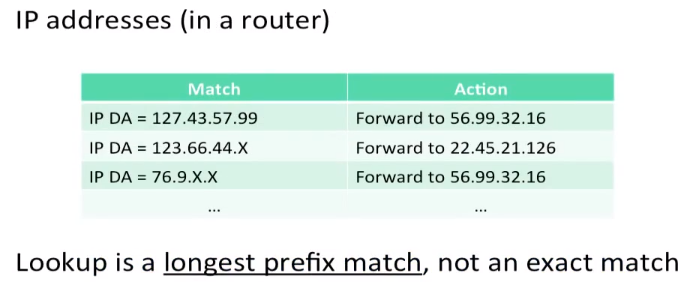 IP addresses (in a router)
Match Action
IP DA = 127.43.57.99 Forward to 56.99.32.16
IP DA = 123.66.44.X Forward to 22.45.21.126
IP DA = 76.9.X.X Forward to 56.99.32.16
... ...
Lookup is a longest prefix match, not an exact match